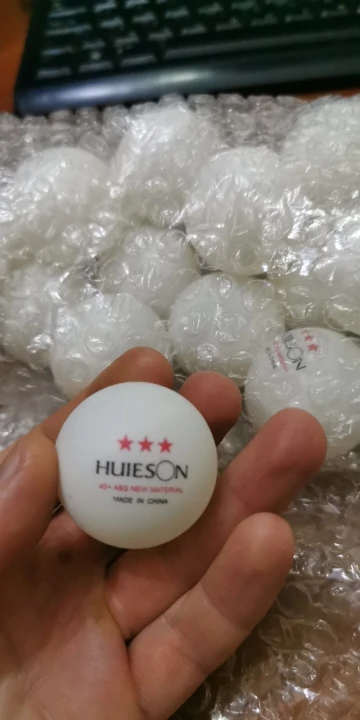 ★★★
HUIESON
40+ ABS NEW MATERIAL
MADE IN CHINA